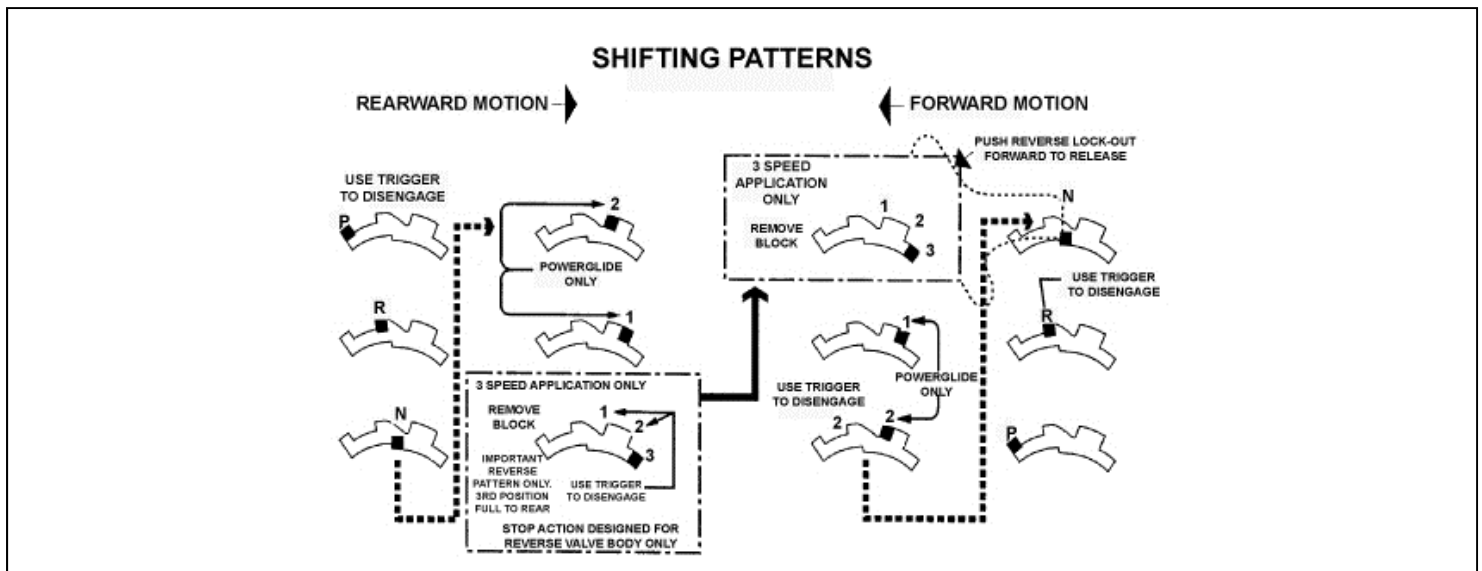 SHIFTING PATTERNS
REARWARD MOTION
FORWARD MOTION
USE TRIGGER
TO DISENGAGE
P
R
N
2
POWERGLIDE
ONLY
1
3 SPEED APPLICATION ONLY
REMOVE
BLOCK
1
2
3
IMPORTANT
REVERSE
PATTERN ONLY.
3RD POSITION
FULL TO REAR
USE TRIGGER
TO DISENGAGE
STOP ACTION DESIGNED FOR
REVERSE VALVE BODY ONLY
3 SPEED
APPLICATION
ONLY
REMOVE
BLOCK
1
2
3
PUSH REVERSE LOCK-OUT
FORWARD TO RELEASE
1
POWERGLIDE
ONLY
USE TRIGGER
TO DISENGAGE
2
2
N
USE TRIGGER
TO DISENGAGE
R
P